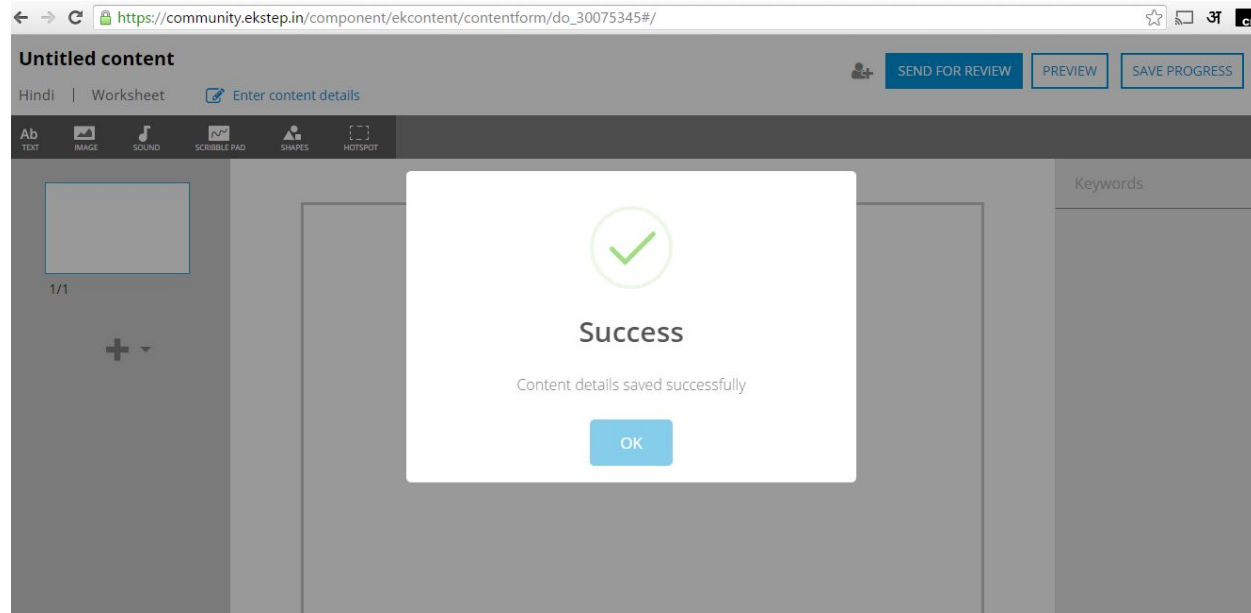 https://community.ekstep.in/component/ekcontent/contentform/do_30075345#/
अ
Untitled content
SEND FOR REVIEW
PREVIEW
SAVE PROGRESS
Hindi | Worksheet
Enter content details
Ab
TEXT
IMAGE
SOUND
SCRIBBLE PAD
SHAPES
HOTSPOT
Keywords
1/1
Success
Content details saved successfully
OK